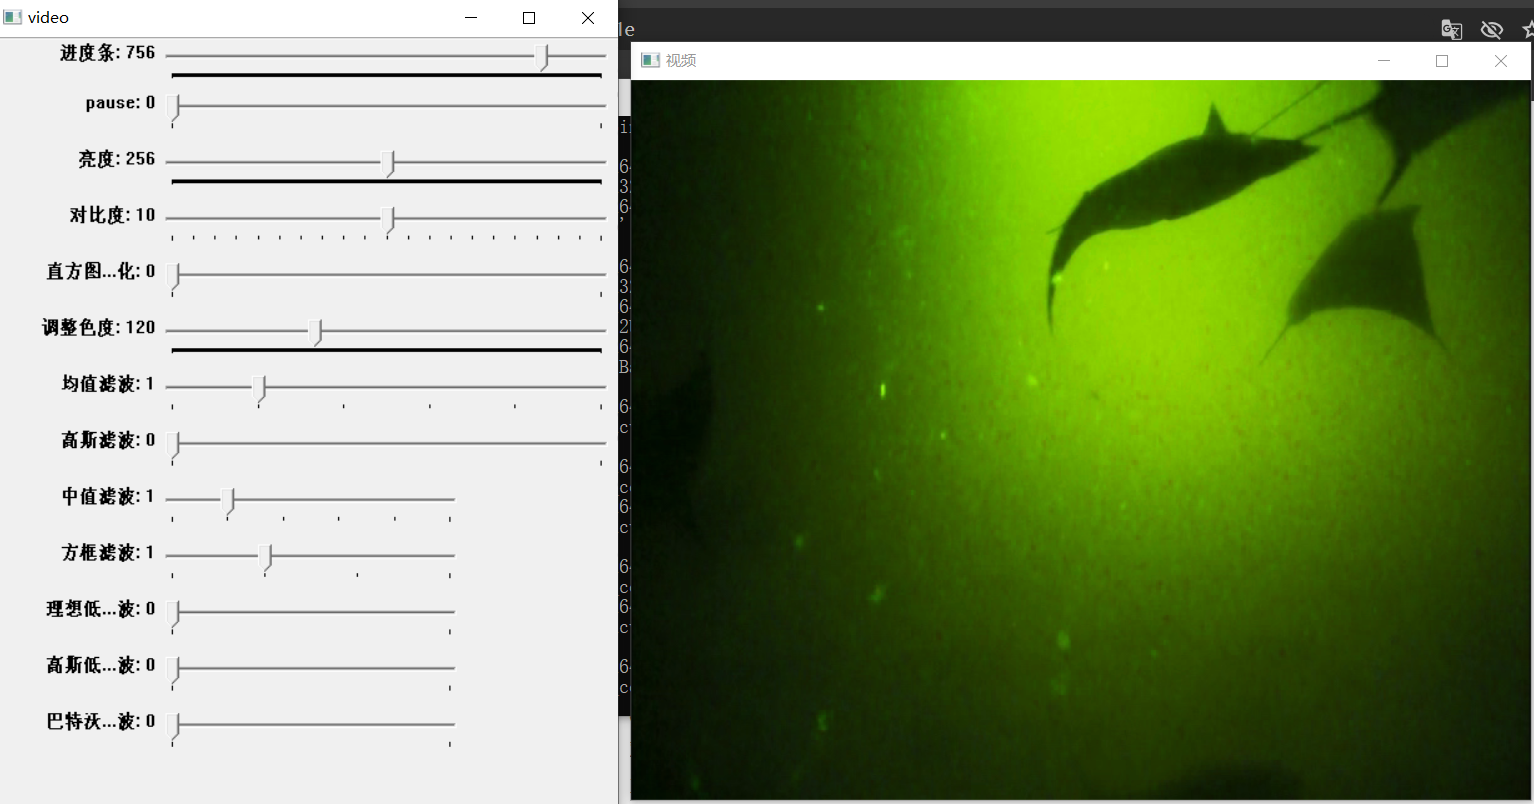 video
进度条: 756
pause: 0
亮度: 256
对比度: 10
直方图...化: 0
调整色度: 120
均值滤波: 1
高斯滤波: 0
中值滤波: 1
方框滤波: 1
理想低...波: 0
高斯低...波: 0
巴特沃...波: 0
le
视频